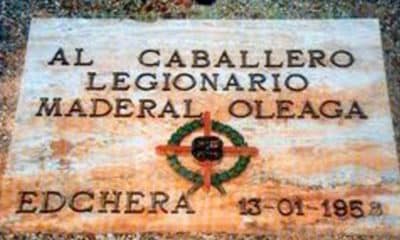 AL CABALLERO
LEGIONARIO
MADERAL OLEAGA
EDCHERA 13-01-1958